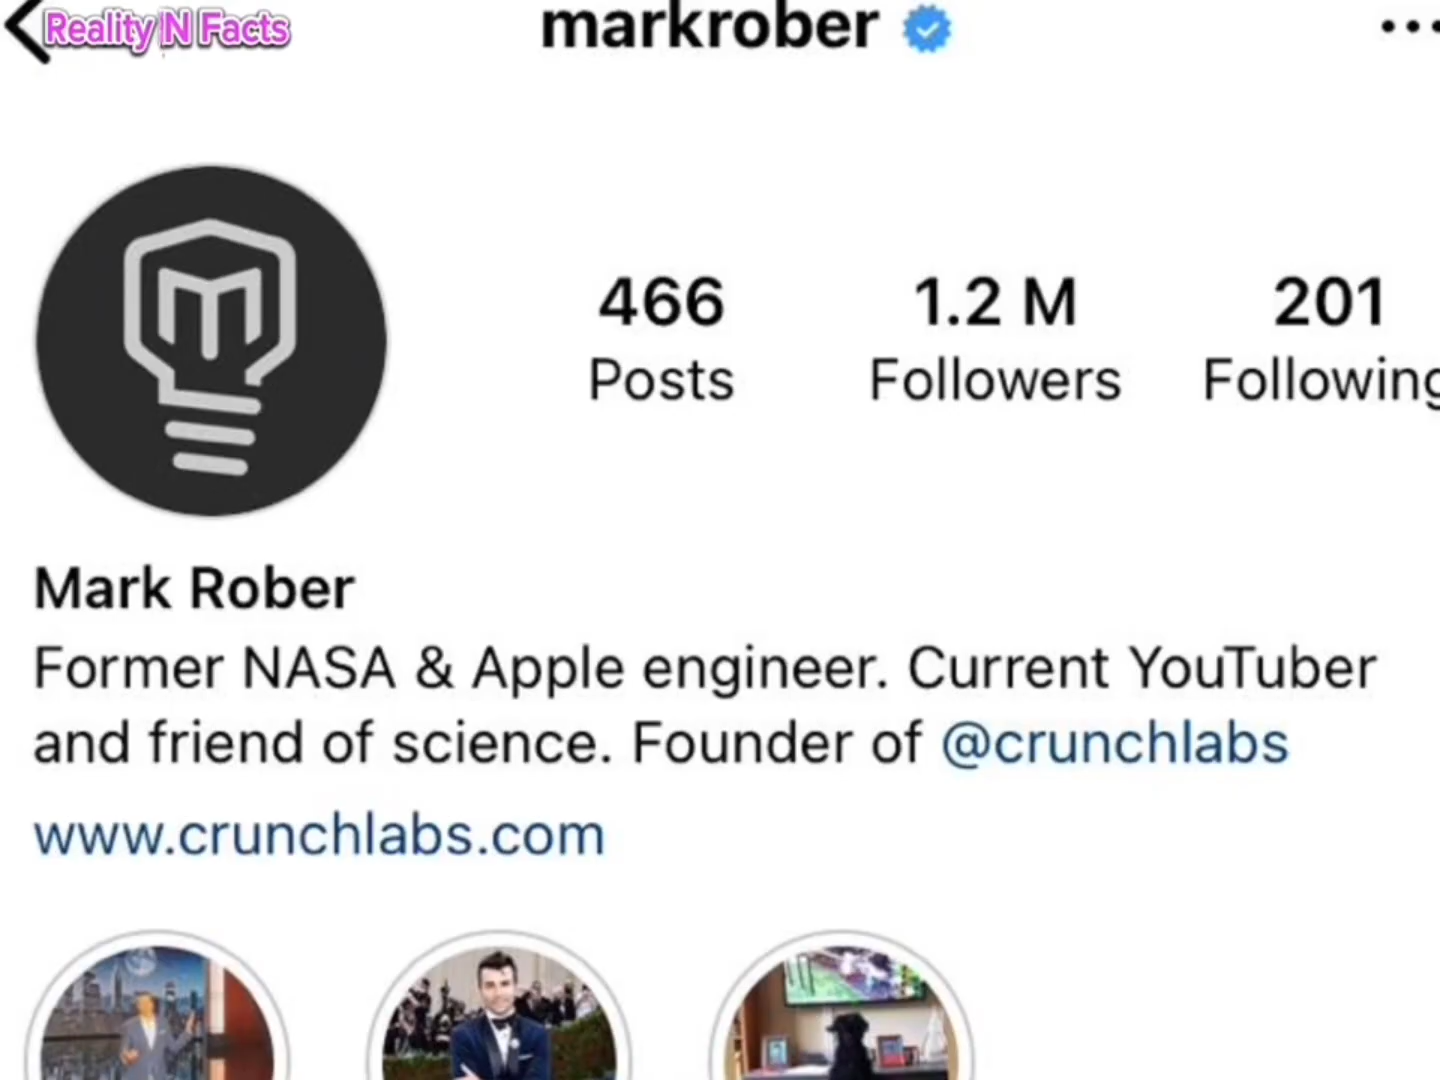 Reality N Facts
markrober
466
1.2 M
201
Posts
Followers
Following
Mark Rober
Former NASA & Apple engineer. Current YouTuber
and friend of science. Founder of @crunchlabs
www.crunchlabs.com